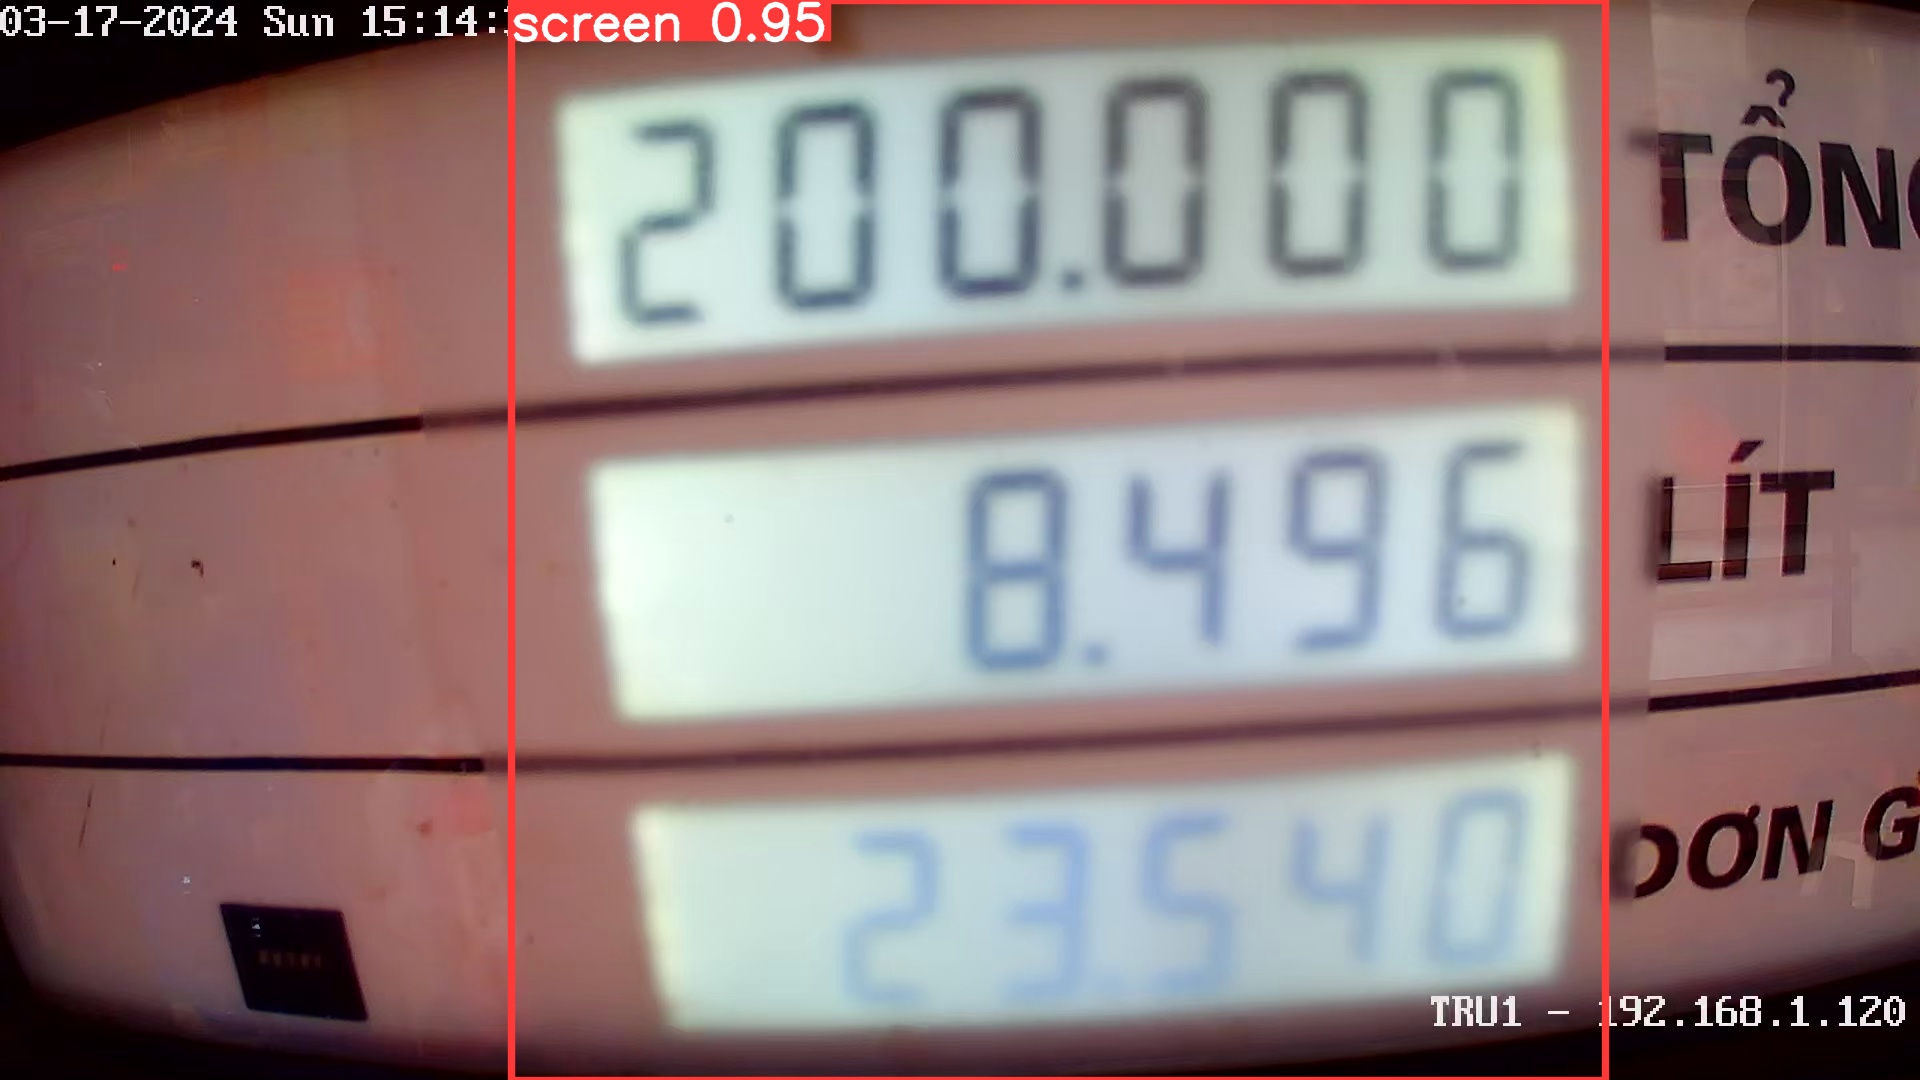 03-17-2024 Sun 15:14:
screen 0.95
200.000
TỔNG
8.496
LÍT
23.540
ĐƠN G
TRU1 - 192.168.1.120